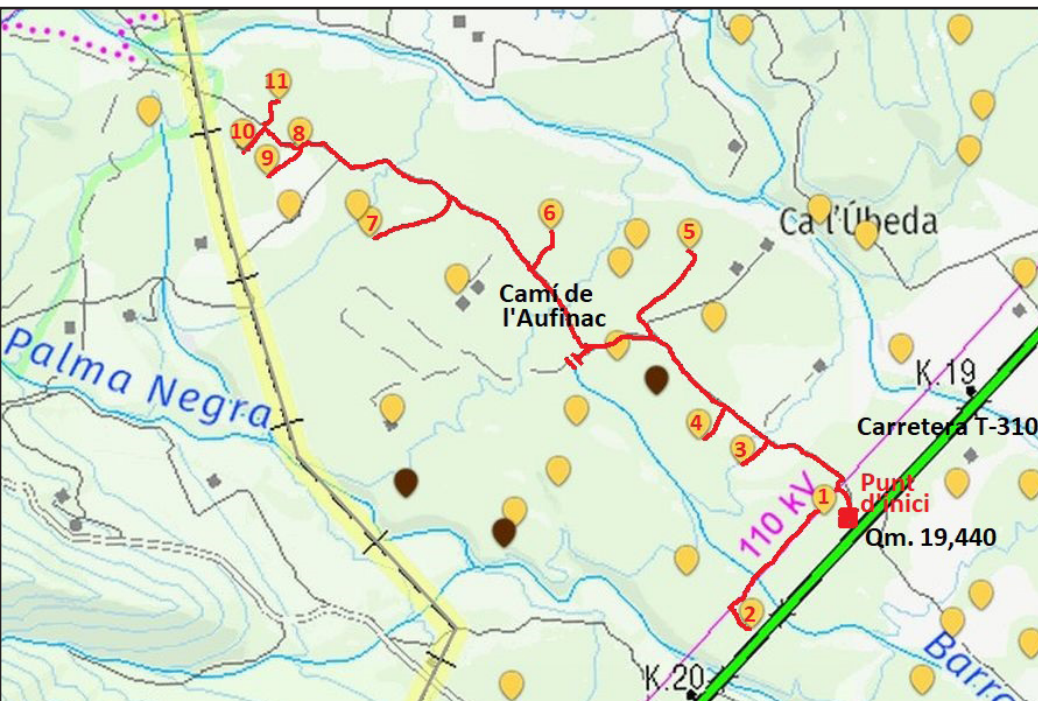 11
10
8
9
7
6
5
Ca l'Úbeda
Camí de
l'Aufinac
Palma Negra
K.19
Carretera T-310
4
3
1
Punt
d'inici
110 kV
Qm. 19,440
2
Barra
K.20